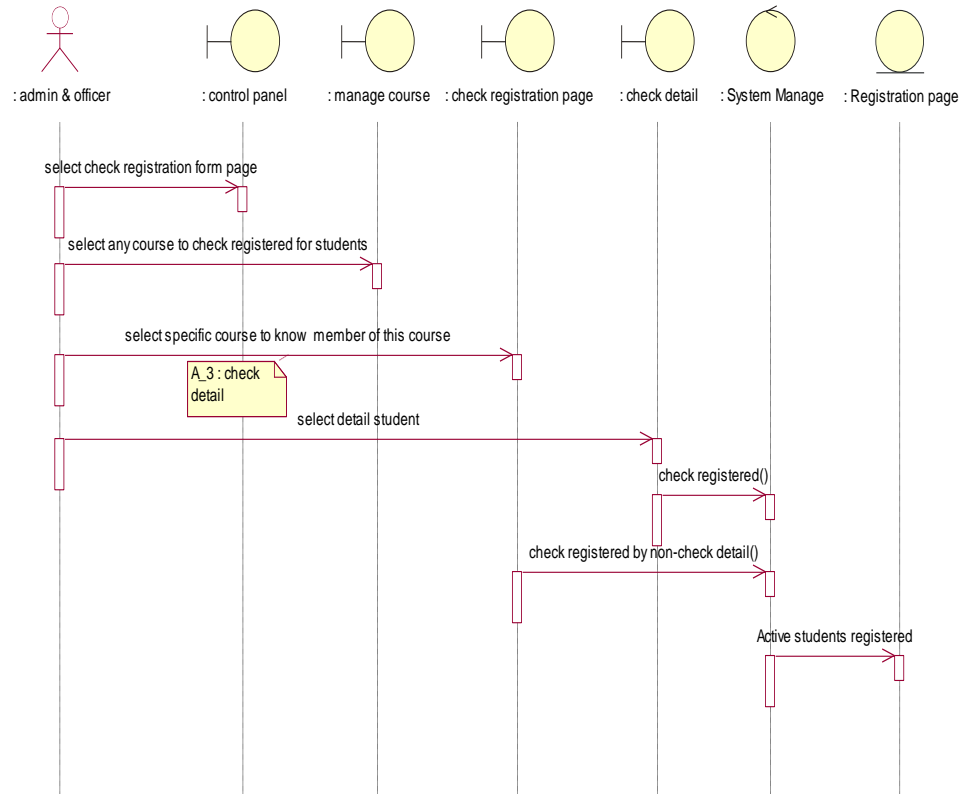 : admin & officer
: control panel
: manage course
: check registration page
: check detail
: System Manage
: Registration page
select check registration form page
select any course to check registered for students
select specific course to know member of this course
A_3 : check
detail
select detail student
check registered()
check registered by non-check detail()
Active students registered